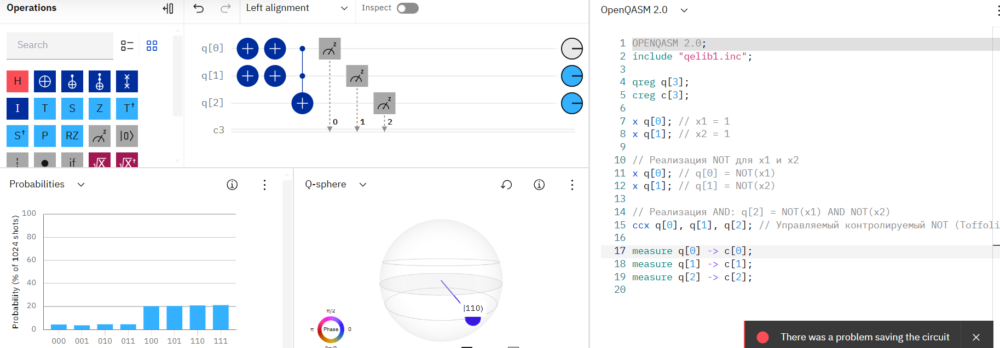 Operations
Left alignment
Inspect
OpenQASM 2.0
Search
H
I T S Z T†
S† P RZ z |0⟩
if √X √X†
q[0]
q[1]
q[2]
c3
z
z
z
0 1 2
1 OPENQASM 2.0;
2 include "qelib1.inc";
3
4 qreg q[3];
5 creg c[3];
6
7 x q[0]; // x1 = 1
8 x q[1]; // x2 = 1
9
10 // Реализация NOT для x1 и x2
11 x q[0]; // q[0] = NOT(x1)
12 x q[1]; // q[1] = NOT(x2)
13
14 // Реализация AND: q[2] = NOT(x1) AND NOT(x2)
15 ccx q[0], q[1], q[2]; // Управляемый контролируемый NOT (Toffoli
16
17 measure q[0] -> c[0];
18 measure q[1] -> c[1];
19 measure q[2] -> c[2];
20
Probabilities
Probability (% of 1024 shots)
100
80
60
40
20
0
000 001 010 011 100 101 110 111
Q-sphere
|110⟩
π/2
π Phase 0
There was a problem saving the circuit